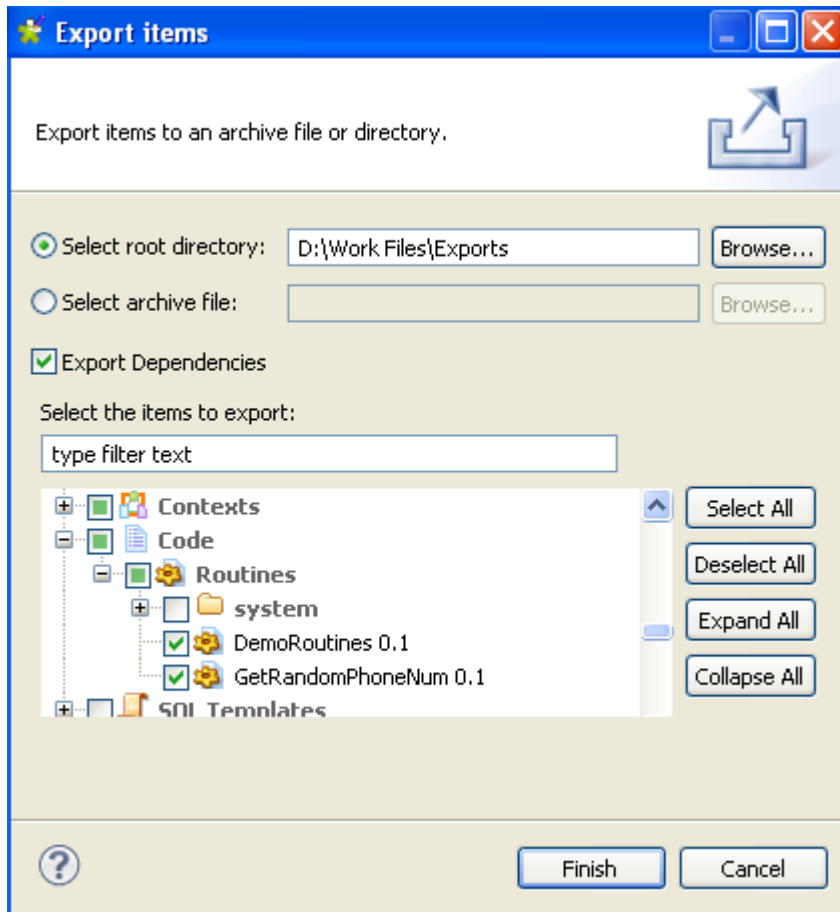 Export items
Export items to an archive file or directory.
Select root directory: D:\Work Files\Exports Browse...
Select archive file: Browse...
Export Dependencies
Select the items to export:
type filter text
Contexts
Code
Routines
system
DemoRoutines 0.1
GetRandomPhoneNum 0.1
SQL Templates
Select All
Deselect All
Expand All
Collapse All
Finish Cancel